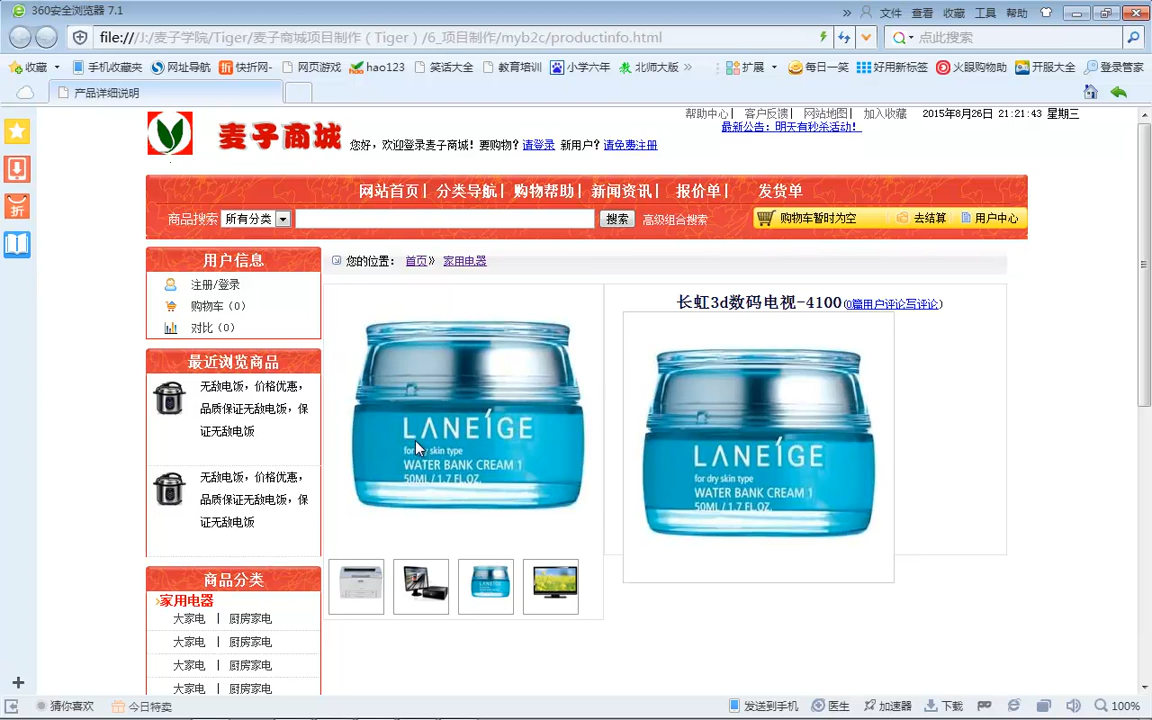 360安全浏览器 7.1
» 文件 查看 收藏 工具 帮助
file:///J:/麦子学院/Tiger/麦子商城项目制作（Tiger）/6_项目制作/myb2c/productinfo.html
点此搜索
收藏 手机收藏夹 网址导航 快折网- 网页游戏 hao123 笑话大全 教育培训 小学六年 北师大版 » 扩展 每日一笑 好用新标签 火眼购物助 开服大全 登录管家
产品详细说明
帮助中心| 客户反馈| 网站地图| 加入收藏 2015年8月26日 21:21:43 星期三
最新公告：明天有秒杀活动！
麦子商城
您好，欢迎登录麦子商城！要购物？请登录 新用户？请免费注册
网站首页| 分类导航| 购物帮助| 新闻资讯| 报价单| 发货单
商品搜索 所有分类 搜索 高级组合搜索 购物车暂时为空 去结算 用户中心
用户信息
注册/登录
购物车（0）
对比（0）
最近浏览商品
无敌电饭，价格优惠，
品质保证无敌电饭，保
证无敌电饭
无敌电饭，价格优惠，
品质保证无敌电饭，保
证无敌电饭
商品分类
家用电器
大家电 | 厨房家电
大家电 | 厨房家电
大家电 | 厨房家电
大家电 | 厨房家电
您的位置： 首页» 家用电器
LANEÍGE
for dry skin type
WATER BANK CREAM 1
50ML / 1.7 FL.OZ.
长虹3d数码电视-4100(0篇用户评论写评论)
LANEÍGE
for dry skin type
WATER BANK CREAM 1
50ML / 1.7 FL.OZ.
猜你喜欢 今日特卖 发送到手机 医生 加速器 下载 100%